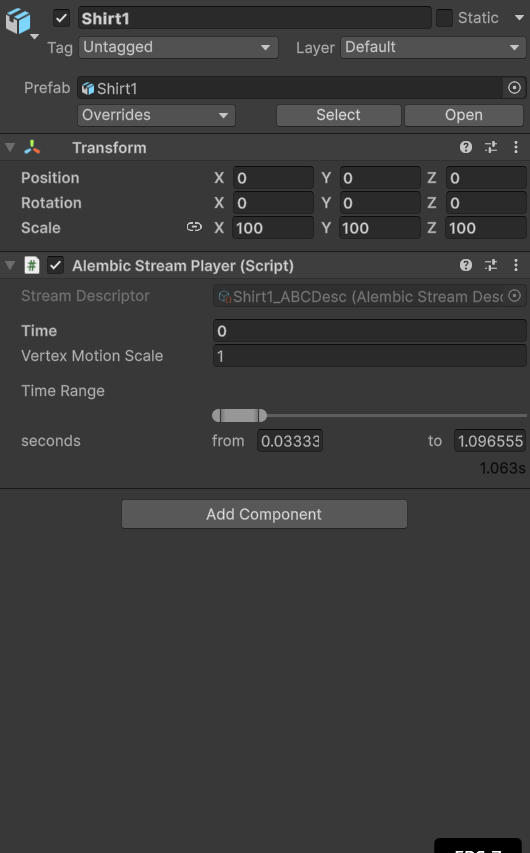 Shirt1 Static
Tag Untagged Layer Default
Prefab Shirt1
Overrides Select Open
Transform
Position X 0 Y 0 Z 0
Rotation X 0 Y 0 Z 0
Scale X 100 Y 100 Z 100
# Alembic Stream Player (Script)
Stream Descriptor Shirt1_ABCDesc (Alembic Stream Desc
Time 0
Vertex Motion Scale 1
Time Range
seconds from 0.03333 to 1.096555
1.063s
Add Component